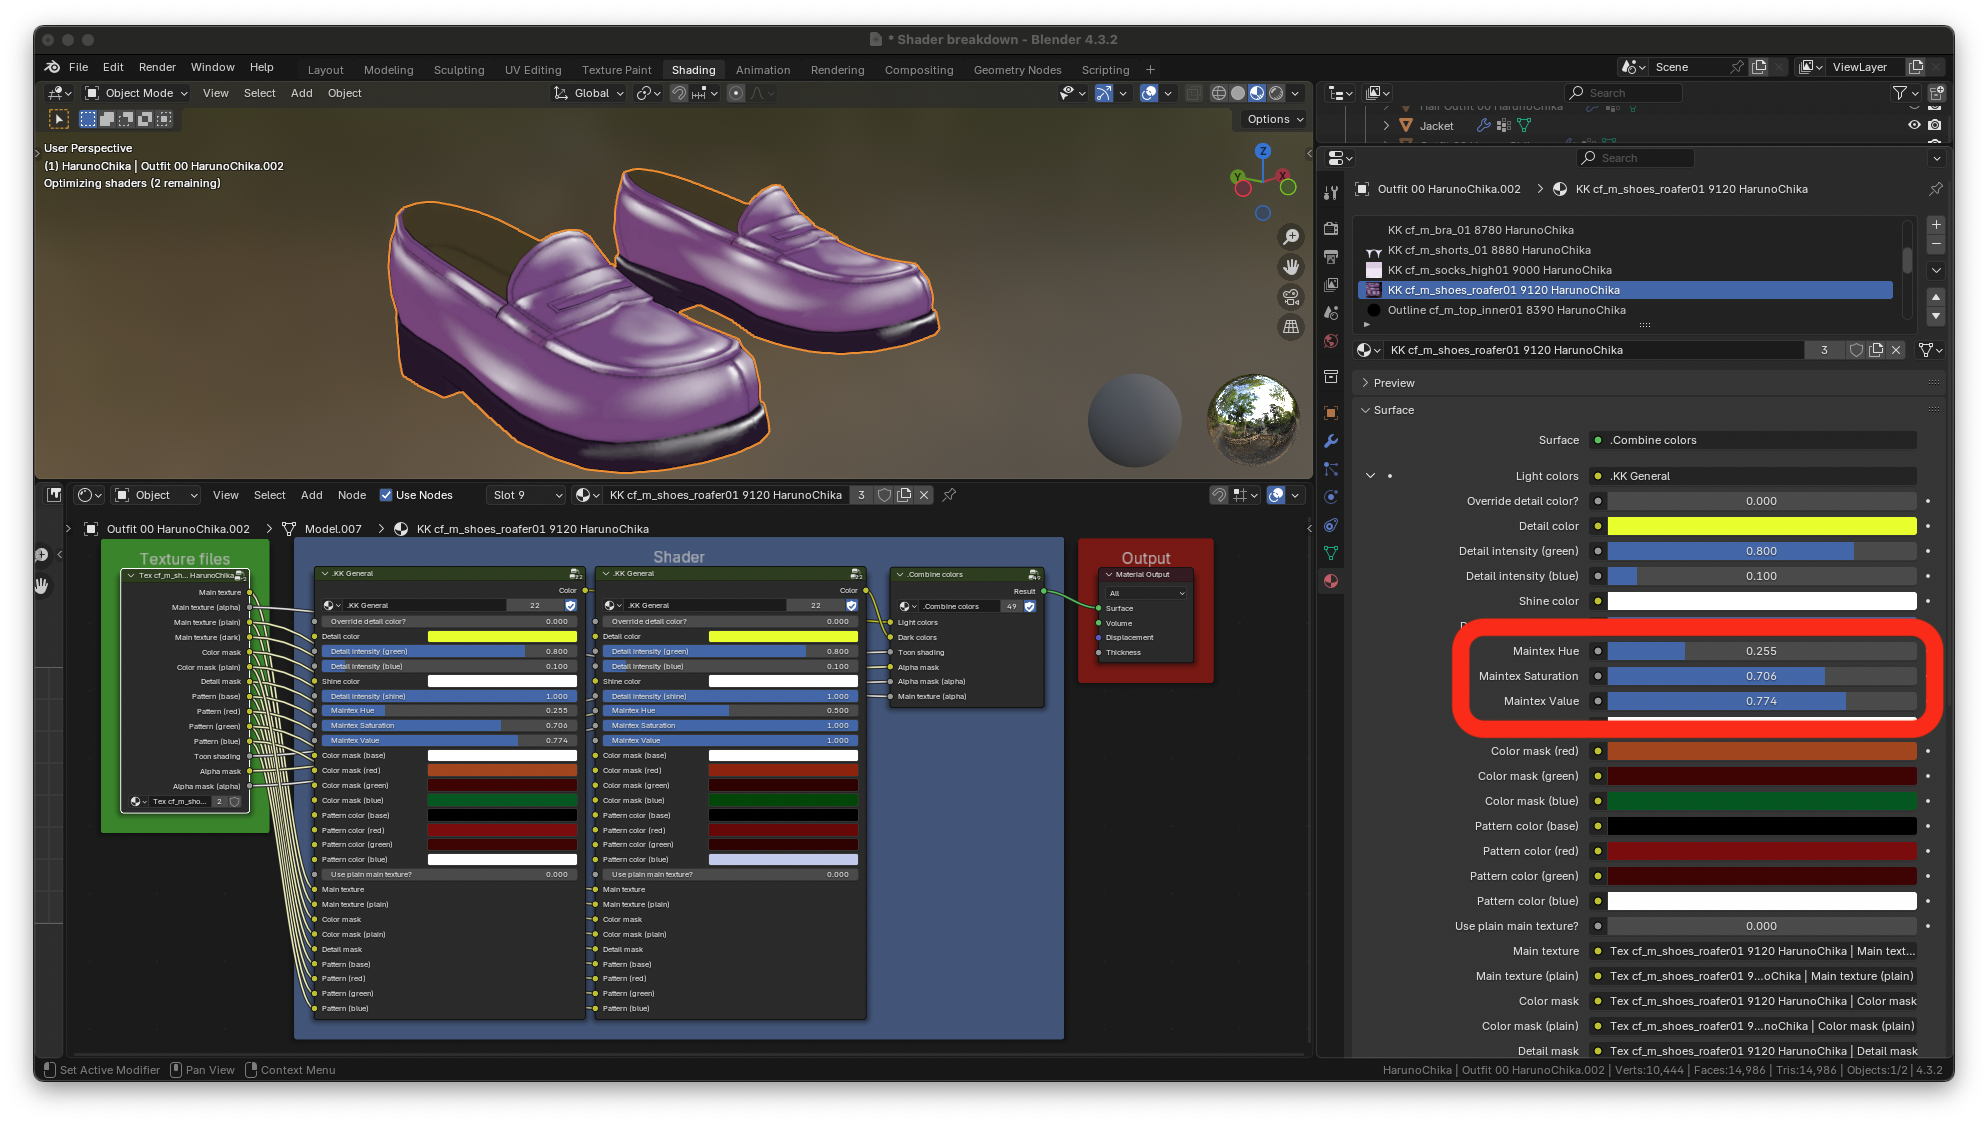 * Shader breakdown - Blender 4.3.2
File Edit Render Window Help Layout Modeling Sculpting UV Editing Texture Paint Shading Animation Rendering Compositing Geometry Nodes Scripting + Scene ViewLayer
Object Mode View Select Add Object Global
Options
User Perspective
(1) HarunoChika | Outfit 00 HarunoChika.002
Optimizing shaders (2 remaining)
Z
Y
X
Search
Jacket
Search
Outfit 00 HarunoChika.002 > KK cf_m_shoes_roafer01 9120 HarunoChika
KK cf_m_bra_01 8780 HarunoChika
KK cf_m_shorts_01 8880 HarunoChika
KK cf_m_socks_high01 9000 HarunoChika
KK cf_m_shoes_roafer01 9120 HarunoChika
Outline cf_m_top_inner01 8390 HarunoChika
KK cf_m_shoes_roafer01 9120 HarunoChika 3
Preview
Surface
Surface .Combine colors
Light colors .KK General
Override detail color? 0.000
Detail color
Detail intensity (green) 0.800
Detail intensity (blue) 0.100
Shine color
Maintex Hue 0.255
Maintex Saturation 0.706
Maintex Value 0.774
Color mask (red)
Color mask (green)
Color mask (blue)
Pattern color (base)
Pattern color (red)
Pattern color (green)
Pattern color (blue)
Use plain main texture? 0.000
Main texture Tex cf_m_shoes_roafer01 9120 HarunoChika | Main text...
Main texture (plain) Tex cf_m_shoes_roafer01 9...oChika | Main texture (plain)
Color mask Tex cf_m_shoes_roafer01 9120 HarunoChika | Color mask
Color mask (plain) Tex cf_m_shoes_roafer01 9...noChika | Color mask (plain)
Detail mask Tex cf_m_shoes_roafer01 9120 HarunoChika | Detail mask
Object View Select Add Node Use Nodes Slot 9 KK cf_m_shoes_roafer01 9120 HarunoChika 3
Outfit 00 HarunoChika.002 > Model.007 > KK cf_m_shoes_roafer01 9120 HarunoChika
Texture files
Tex cf_m_sh... HarunoChika
Main texture
Main texture (alpha)
Main texture (plain)
Main texture (dark)
Color mask
Color mask (plain)
Detail mask
Pattern (base)
Pattern (red)
Pattern (green)
Pattern (blue)
Toon shading
Alpha mask
Alpha mask (alpha)
Tex cf_m_sho... 2
Shader
.KK General
Color
.KK General 22
Override detail color? 0.000
Detail color
Detail intensity (green) 0.800
Detail intensity (blue) 0.100
Shine color
Detail intensity (shine) 1.000
Maintex Hue 0.255
Maintex Saturation 0.706
Maintex Value 0.774
Color mask (base)
Color mask (red)
Color mask (green)
Color mask (blue)
Pattern color (base)
Pattern color (red)
Pattern color (green)
Pattern color (blue)
Use plain main texture? 0.000
Main texture
Main texture (plain)
Color mask
Color mask (plain)
Detail mask
Pattern (base)
Pattern (red)
Pattern (green)
Pattern (blue)
.KK General
Color
.KK General 22
Override detail color? 0.000
Detail color
Detail intensity (green) 0.800
Detail intensity (blue) 0.100
Shine color
Detail intensity (shine) 1.000
Maintex Hue 0.500
Maintex Saturation 1.000
Maintex Value 1.000
Color mask (base)
Color mask (red)
Color mask (green)
Color mask (blue)
Pattern color (base)
Pattern color (red)
Pattern color (green)
Pattern color (blue)
Use plain main texture? 0.000
Main texture
Main texture (plain)
Color mask
Color mask (plain)
Detail mask
Pattern (base)
Pattern (red)
Pattern (green)
Pattern (blue)
.Combine colors
Result
.Combine colors 49
Light colors
Dark colors
Toon shading
Alpha mask
Alpha mask (alpha)
Main texture (alpha)
Output
Material Output
All
Surface
Volume
Displacement
Thickness
Set Active Modifier Pan View Context Menu HarunoChika | Outfit 00 HarunoChika.002 | Verts:10,444 | Faces:14,986 | Tris:14,986 | Objects:1/2 | 4.3.2